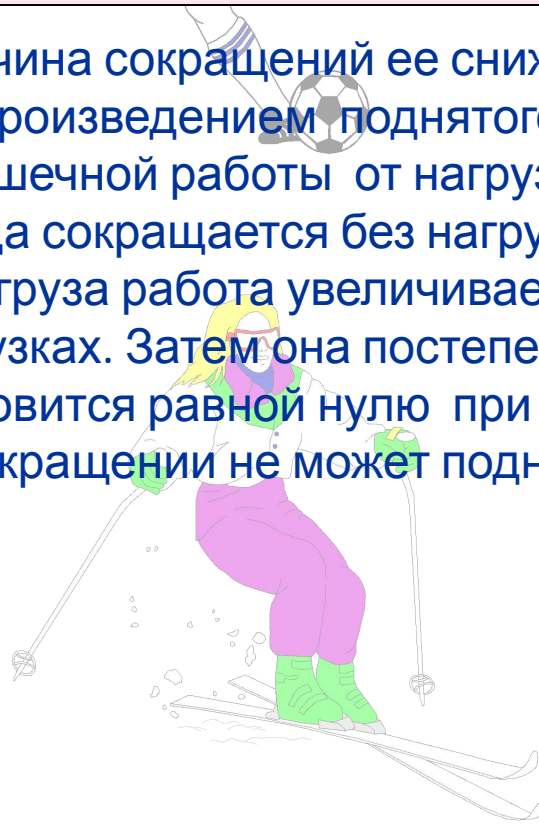 чина сокращений ее сниж
роизведением поднятого
шечной работы от нагруз
да сокращается без нагру
груза работа увеличивае
узках. Затем она постепе
овится равной нулю при
кращении не может подн